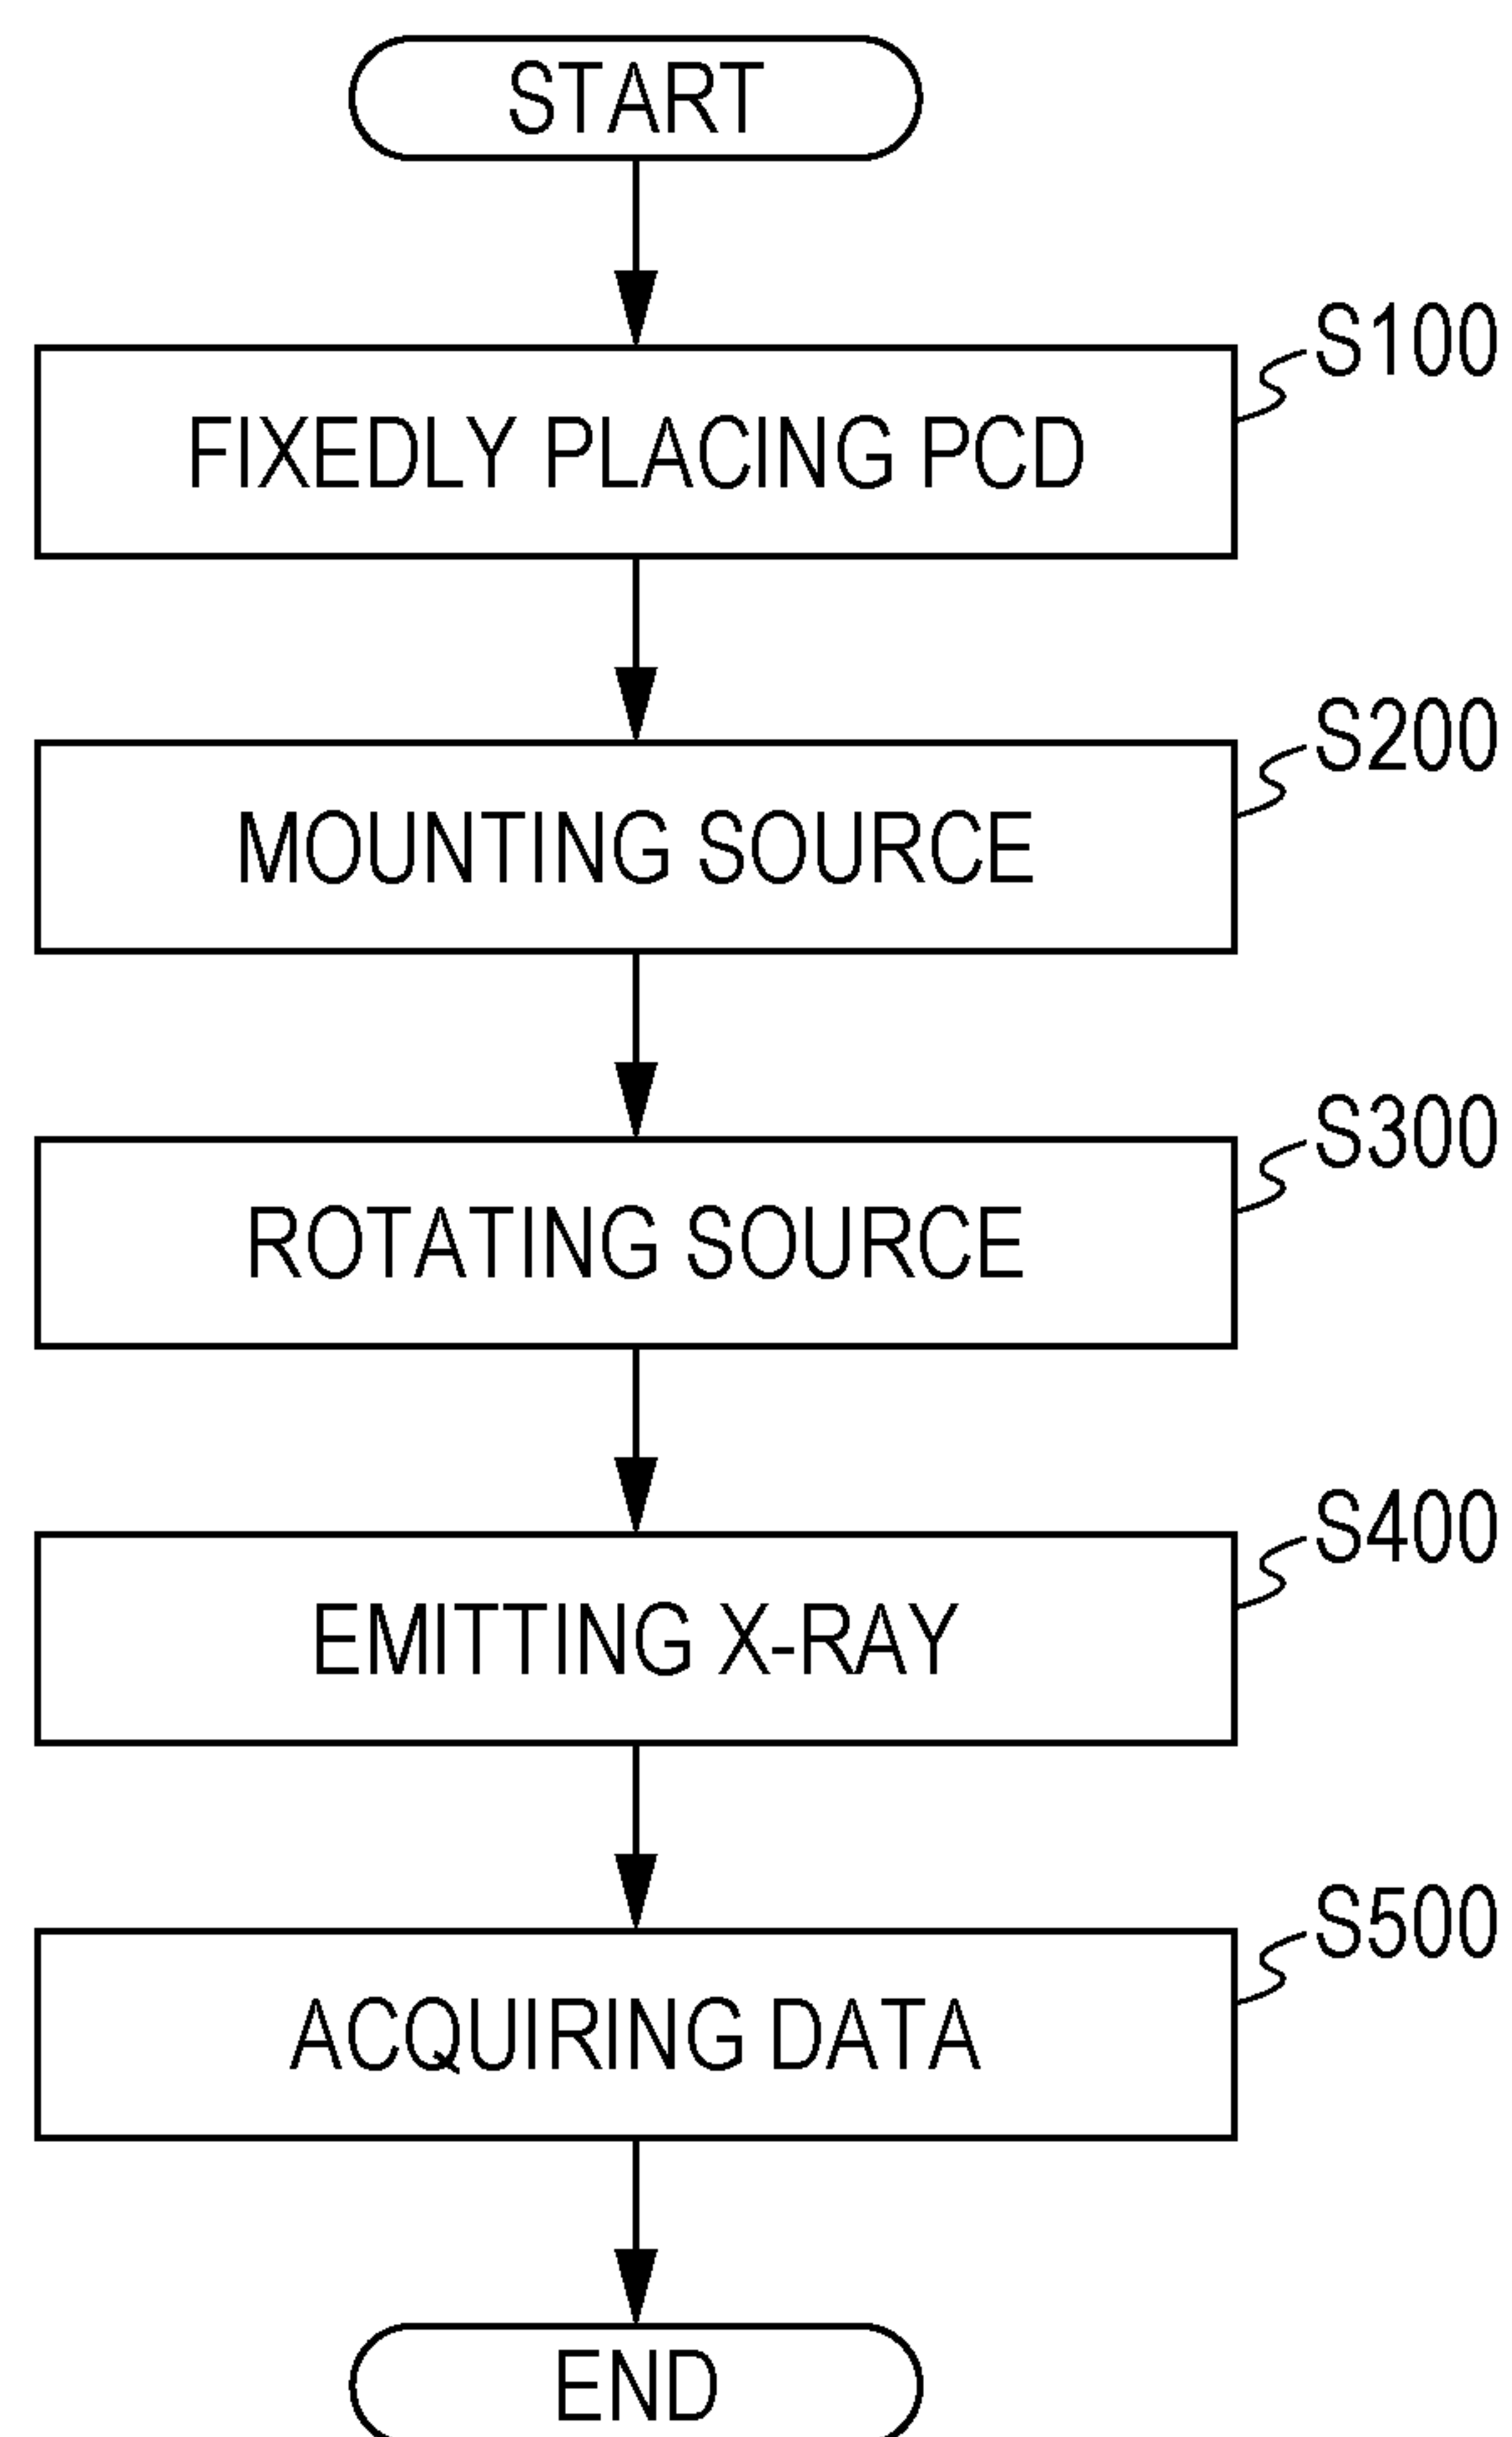 START
S100
FIXEDLY PLACING PCD
S200
MOUNTING SOURCE
S300
ROTATING SOURCE
S400
EMITTING X-RAY
S500
ACQUIRING DATA
END